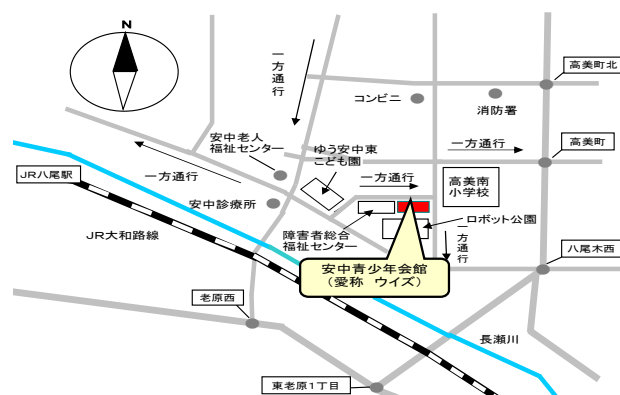 N
一方通行
高美町北
コンビニ
消防署
安中老人
福祉センター
ゆう安中東
こども園
一方通行
高美町
一方通行
一方通行
高美南
小学校
JR八尾駅
安中診療所
障害者総合
福祉センター
ロボット公園
一方通行
JR大和路線
八尾木西
安中青少年会館
(愛称 ウイズ)
老原西
長瀬川
東老原1丁目